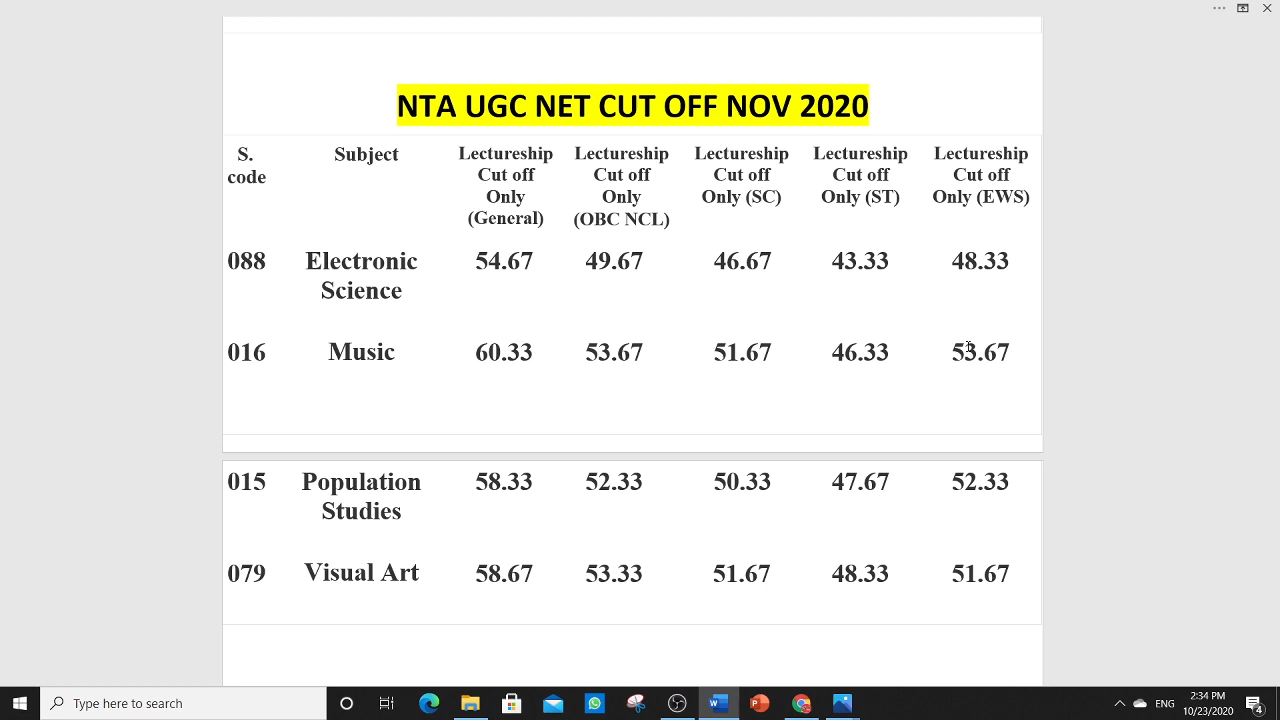 NTA UGC NET CUT OFF NOV 2020
S. code Subject Lectureship Cut off Only (General) Lectureship Cut off Only (OBC NCL) Lectureship Cut off Only (SC) Lectureship Cut off Only (ST) Lectureship Cut off Only (EWS)
088 Electronic Science 54.67 49.67 46.67 43.33 48.33
016 Music 60.33 53.67 51.67 46.33 53.67
015 Population Studies 58.33 52.33 50.33 47.67 52.33
079 Visual Art 58.67 53.33 51.67 48.33 51.67
Type here to search
ENG
2:34 PM
10/23/2020
4